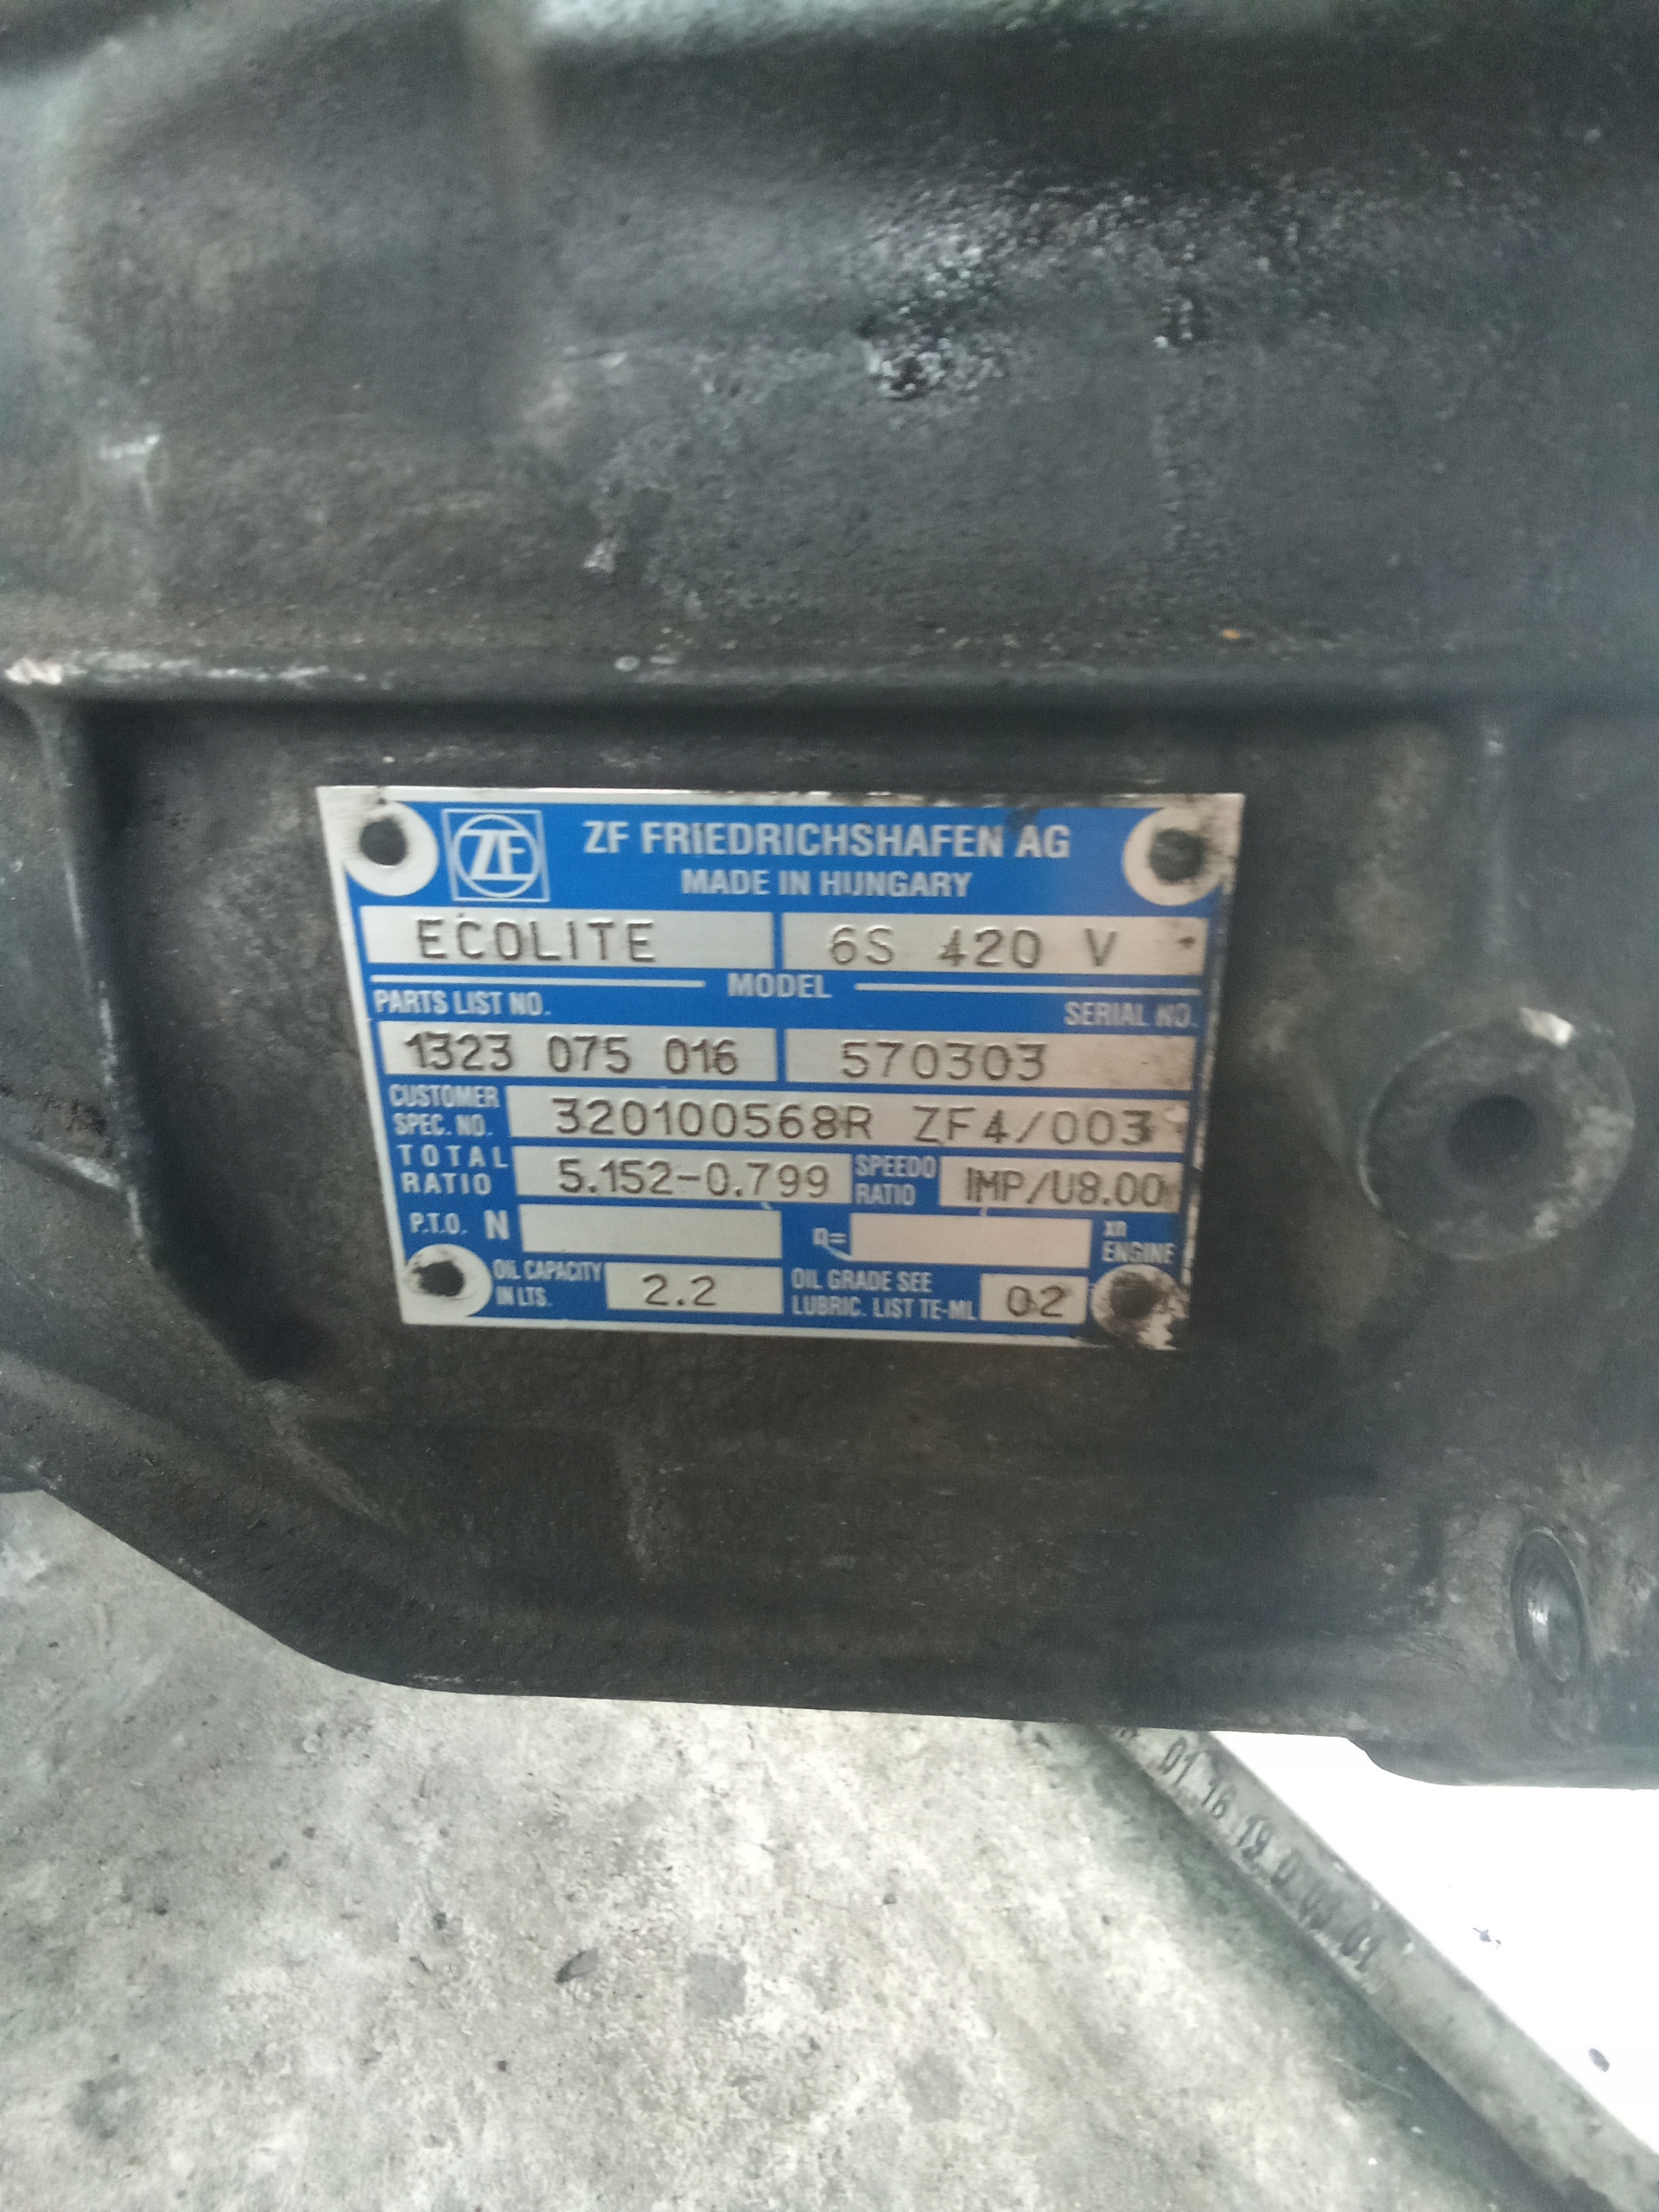 ZF
ZF FRIEDRICHSHAFEN AG
MADE IN HUNGARY
ECOLITE 6S 420 V
MODEL
PARTS LIST NO. SERIAL NO.
1323 075 016 570303
CUSTOMER SPEC. NO. 320100568R ZF4/003
TOTAL RATIO 5.152-0.799 SPEEDO RATIO IMP/U8.00
P.T.O. N n= xn ENGINE
OIL CAPACITY IN LTS. 2.2 OIL GRADE SEE LUBRIC. LIST TE-ML 02